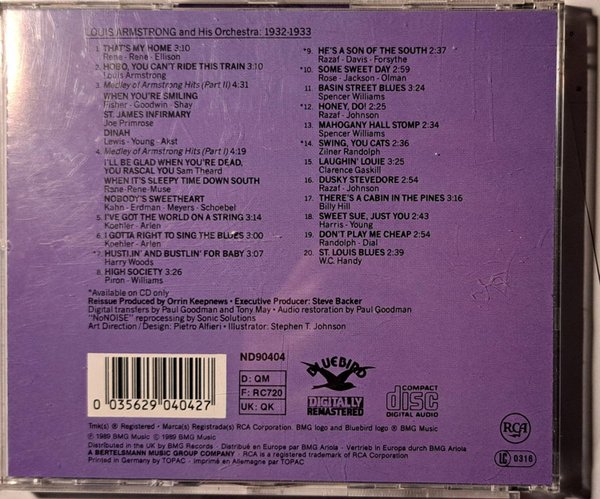 LOUIS ARMSTRONG and His Orchestra: 1932-1933
1. THAT'S MY HOME 3:10
Rene - Rene - Ellison
2. HOBO, YOU CAN'T RIDE THIS TRAIN 3:10
Louis Armstrong
3. Medley of Armstrong Hits (Part II) 4:31
WHEN YOU'RE SMILING
Fisher - Goodwin - Shay
ST. JAMES INFIRMARY
Joe Primrose
DINAH
Lewis - Young - Akst
4. Medley of Armstrong Hits (Part I) 4:19
I'LL BE GLAD WHEN YOU'RE DEAD,
YOU RASCAL YOU Sam Theard
WHEN IT'S SLEEPY TIME DOWN SOUTH
Rene-Rene-Muse
NOBODY'S SWEETHEART
Kahn - Erdman - Meyers - Schoebel
5. I'VE GOT THE WORLD ON A STRING 3:14
Koehler - Arlen
6. I GOTTA RIGHT TO SING THE BLUES 3:00
Koehler - Arlen
*7. HUSTLIN' AND BUSTLIN' FOR BABY 3:07
Harry Woods
8. HIGH SOCIETY 3:26
Piron - Williams
*9. HE'S A SON OF THE SOUTH 2:37
Razaf - Davis - Forsythe
*10. SOME SWEET DAY 2:59
Rose - Jackson - Olman
11. BASIN STREET BLUES 3:24
Spencer Williams
*12. HONEY, DO! 2:25
Razaf - Johnson
13. MAHOGANY HALL STOMP 2:34
Spencer Williams
*14. SWING, YOU CATS 2:34
Zilner Randolph
15. LAUGHIN' LOUIE 3:25
Clarence Gaskill
16. DUSKY STEVEDORE 2:52
Razaf - Johnson
17. THERE'S A CABIN IN THE PINES 3:16
Billy Hill
18. SWEET SUE, JUST YOU 2:43
Harris - Young
19. DON'T PLAY ME CHEAP 2:53
Randolph - Dial
20. ST. LOUIS BLUES 2:39
W.C. Handy
*Available on CD only
Reissue Produced by Orrin Keepnews • Executive Producer: Steve Backer
Digital transfers by Paul Goodman and Tony May • Audio restoration by Paul Goodman
"NoNOISE" reprocessing by Sonic Solutions
Art Direction / Design: Pietro Alfieri • Illustrator: Stephen T. Johnson
0 035629 040427
ND90404
D: QM
F: RC720
UK: QK
BLUEBIRD
DIGITALLY
REMASTERED
COMPACT
disc
DIGITAL AUDIO
RCA
Tmk(s) ® Registered • Marca(s) Registrada(s) RCA Corporation. BMG logo and Bluebird logo © BMG Music
℗ 1989 BMG Music © 1989 BMG Music
Distributed in the UK by BMG Records • Distribué en Europe par BMG Ariola • Vertrieb in Europa durch BMG Ariola
A BERTELSMANN MUSIC GROUP COMPANY • RCA is a registered trademark of RCA Corporation.
Printed in Germany by TOPAC • Imprimé en Allemagne par TOPAC
LC 0316